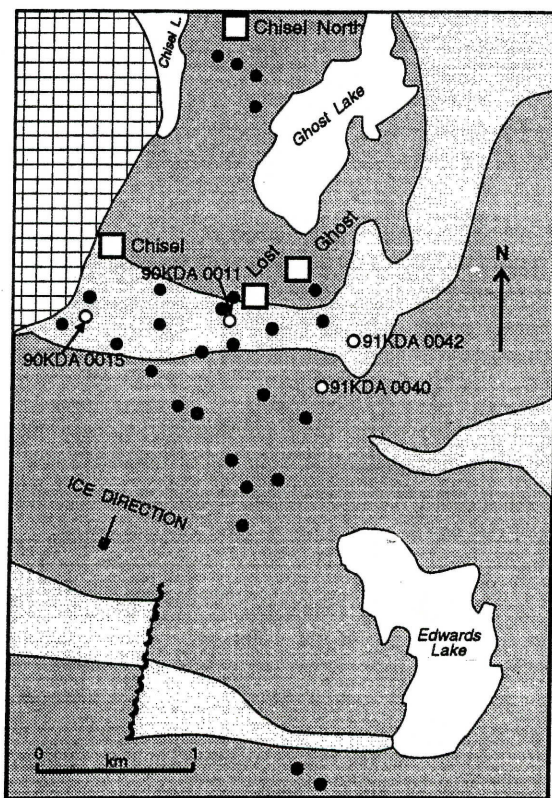 Chisel L.
Chisel North
Ghost Lake
Chisel
90KDA 0011
Lost
Ghost
N
91KDA 0042
90KDA 0015
91KDA 0040
ICE DIRECTION
Edwards
Lake
0
1
km